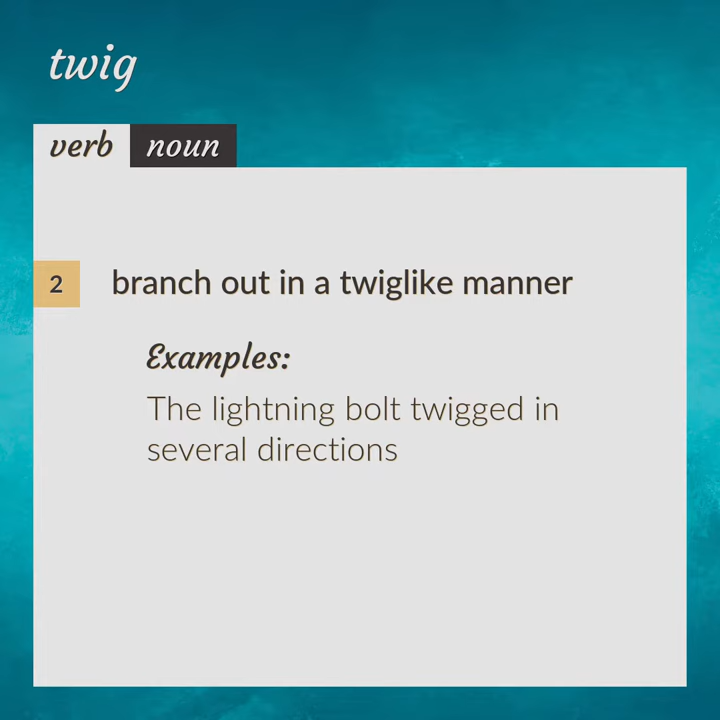 twig
verb noun
2 branch out in a twiglike manner
Examples:
The lightning bolt twigged in
several directions